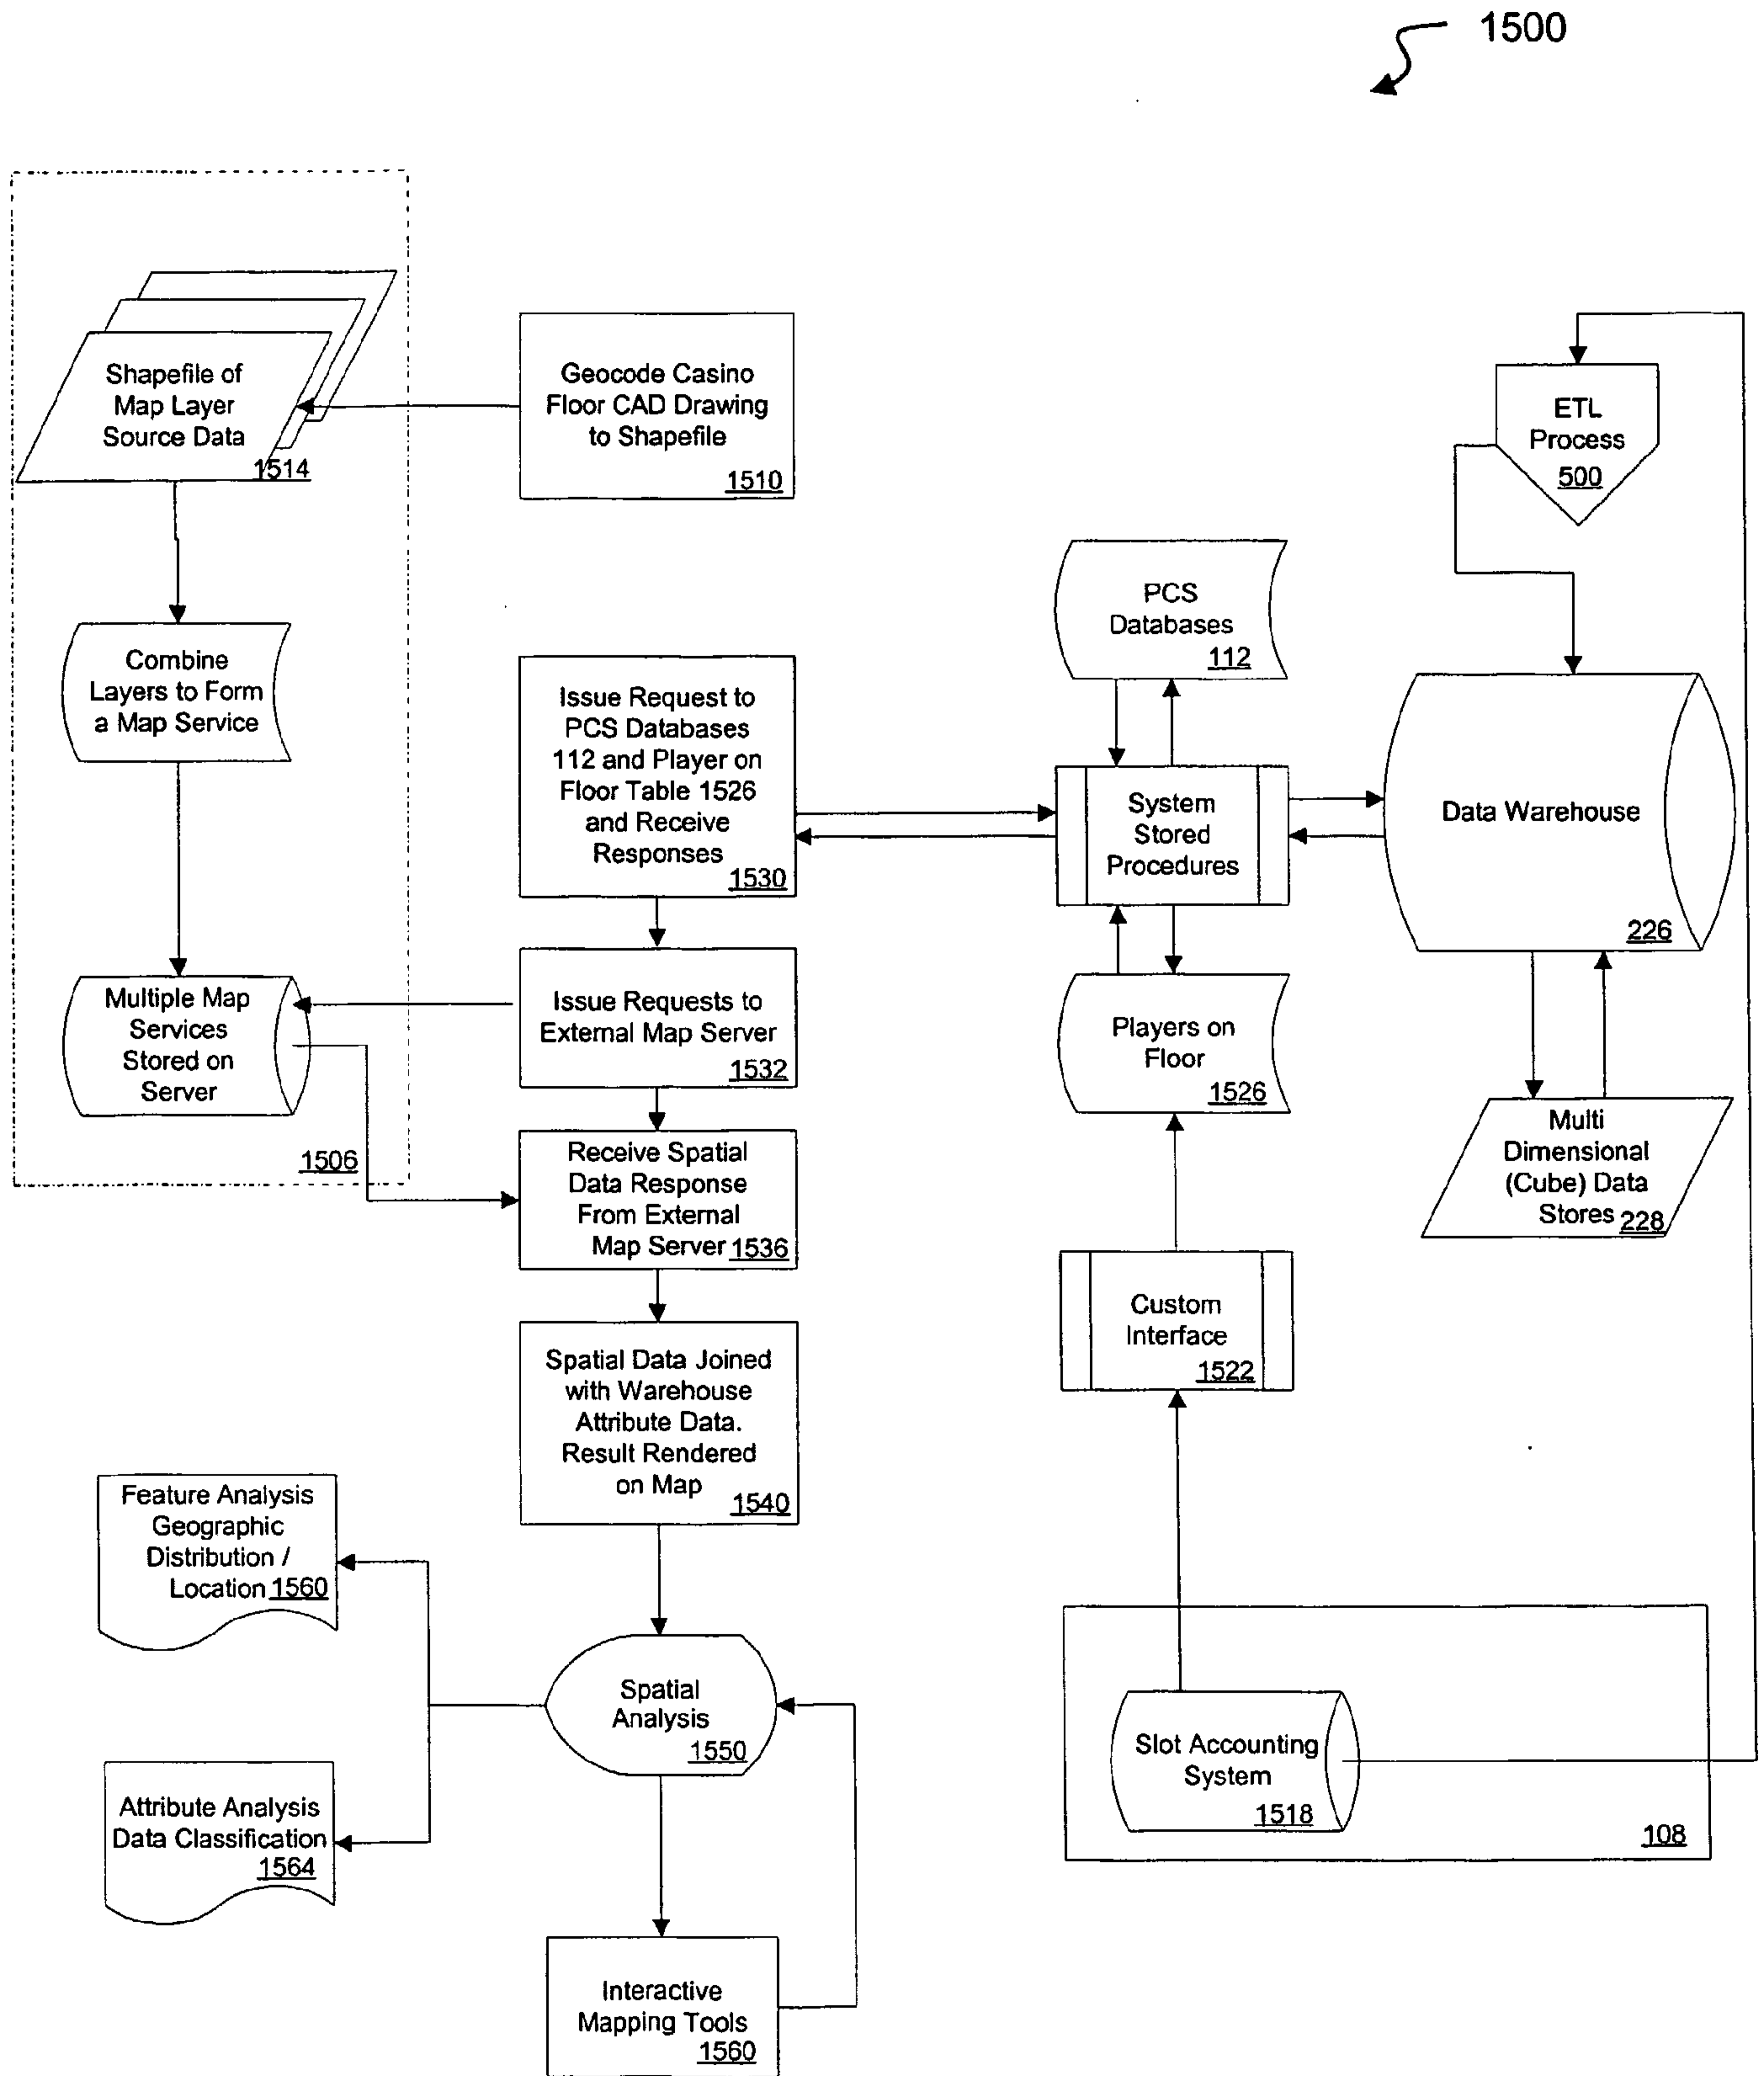 1500
Shapefile of
Map Layer
Source Data
1514
Geocode Casino
Floor CAD Drawing
to Shapefile
1510
ETL
Process
500
PCS
Databases
112
Combine
Layers to Form
a Map Service
Issue Request to
PCS Databases
112 and Player on
Floor Table 1526
and Receive
Responses
1530
System
Stored
Procedures
Data Warehouse
226
Multiple Map
Services
Stored on
Server
1506
Issue Requests to
External Map Server
1532
Players on
Floor
1526
Multi
Dimensional
(Cube) Data
Stores 228
Receive Spatial
Data Response
From External
Map Server 1536
Custom
Interface
1522
Spatial Data Joined
with Warehouse
Attribute Data.
Result Rendered
on Map
1540
Feature Analysis
Geographic
Distribution /
Location 1560
Spatial
Analysis
1550
Slot Accounting
System
1518
108
Attribute Analysis
Data Classification
1564
Interactive
Mapping Tools
1560